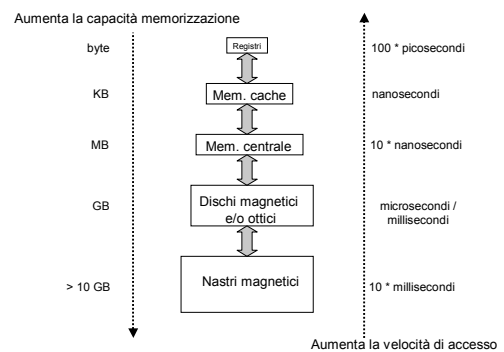 Aumenta la capacità memorizzazione
byte
Registri
100 * picosecondi
KB
Mem. cache
nanosecondi
MB
Mem. centrale
10 * nanosecondi
GB
Dischi magnetici
e/o ottici
microsecondi /
millisecondi
> 10 GB
Nastri magnetici
10 * millisecondi
Aumenta la velocità di accesso